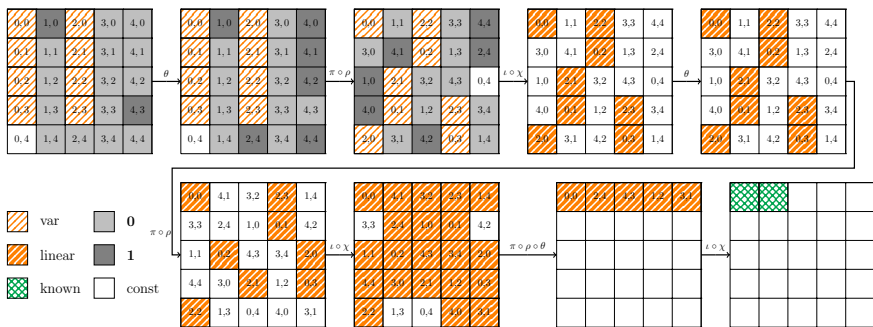 0,0 1,0 2,0 3,0 4,0 0,0 1,0 2,0 3,0 4,0 0,0 1,1 2,2 3,3 4,4 0,0 1,1 2,2 3,3 4,4 0,0 1,1 2,2 3,3 4,4
0,1 1,1 2,1 3,1 4,1 0,1 1,1 2,1 3,1 4,1 3,0 4,1 0,2 1,3 2,4 3,0 4,1 0,2 1,3 2,4 3,0 4,1 0,2 1,3 2,4
θ π∘ρ ι∘χ θ
0,2 1,2 2,2 3,2 4,2 0,2 1,2 2,2 3,2 4,2 1,0 2,1 3,2 4,3 0,4 1,0 2,1 3,2 4,3 0,4 1,0 2,1 3,2 4,3 0,4
0,3 1,3 2,3 3,3 4,3 0,3 1,3 2,3 3,3 4,3 4,0 0,1 1,2 2,3 3,4 4,0 0,1 1,2 2,3 3,4 4,0 0,1 1,2 2,3 3,4
0,4 1,4 2,4 3,4 4,4 0,4 1,4 2,4 3,4 4,4 2,0 3,1 4,2 0,3 1,4 2,0 3,1 4,2 0,3 1,4 2,0 3,1 4,2 0,3 1,4
0,0 4,1 3,2 2,3 1,4 0,0 4,1 3,2 2,3 1,4 0,0 2,4 4,3 1,2 3,1
var 0
3,3 2,4 1,0 0,1 4,2 3,3 2,4 1,0 0,1 4,2
π∘ρ ι∘χ π∘ρ∘θ ι∘χ
linear 1
1,1 0,2 4,3 3,4 2,0 1,1 0,2 4,3 3,4 2,0
known const
4,4 3,0 2,1 1,2 0,3 4,4 3,0 2,1 1,2 0,3
2,2 1,3 0,4 4,0 3,1 2,2 1,3 0,4 4,0 3,1